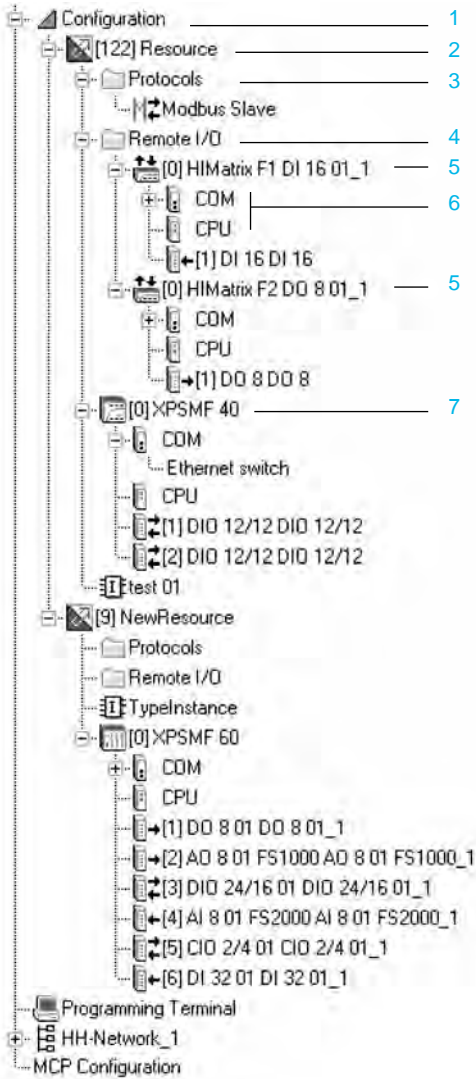 Configuration 1
[122] Resource 2
Protocols 3
Modbus Slave
Remote I/O 4
[0] HIMatrix F1 DI 16 01_1 5
COM 6
CPU
[1] DI 16 DI 16
[0] HIMatrix F2 DO 8 01_1 5
COM
CPU
[1] DO 8 DO 8
[0] XPSMF 40 7
COM
Ethernet switch
CPU
[1] DIO 12/12 DIO 12/12
[2] DIO 12/12 DIO 12/12
test 01
[9] NewResource
Protocols
Remote I/O
TypeInstance
[0] XPSMF 60
COM
CPU
[1] DO 8 01 DO 8 01_1
[2] AO 8 01 FS1000 AO 8 01 FS1000_1
[3] DIO 24/16 01 DIO 24/16 01_1
[4] AI 8 01 FS2000 AI 8 01 FS2000_1
[5] CIO 2/4 01 CIO 2/4 01_1
[6] DI 32 01 DI 32 01_1
Programming Terminal
HH-Network_1
MCP Configuration